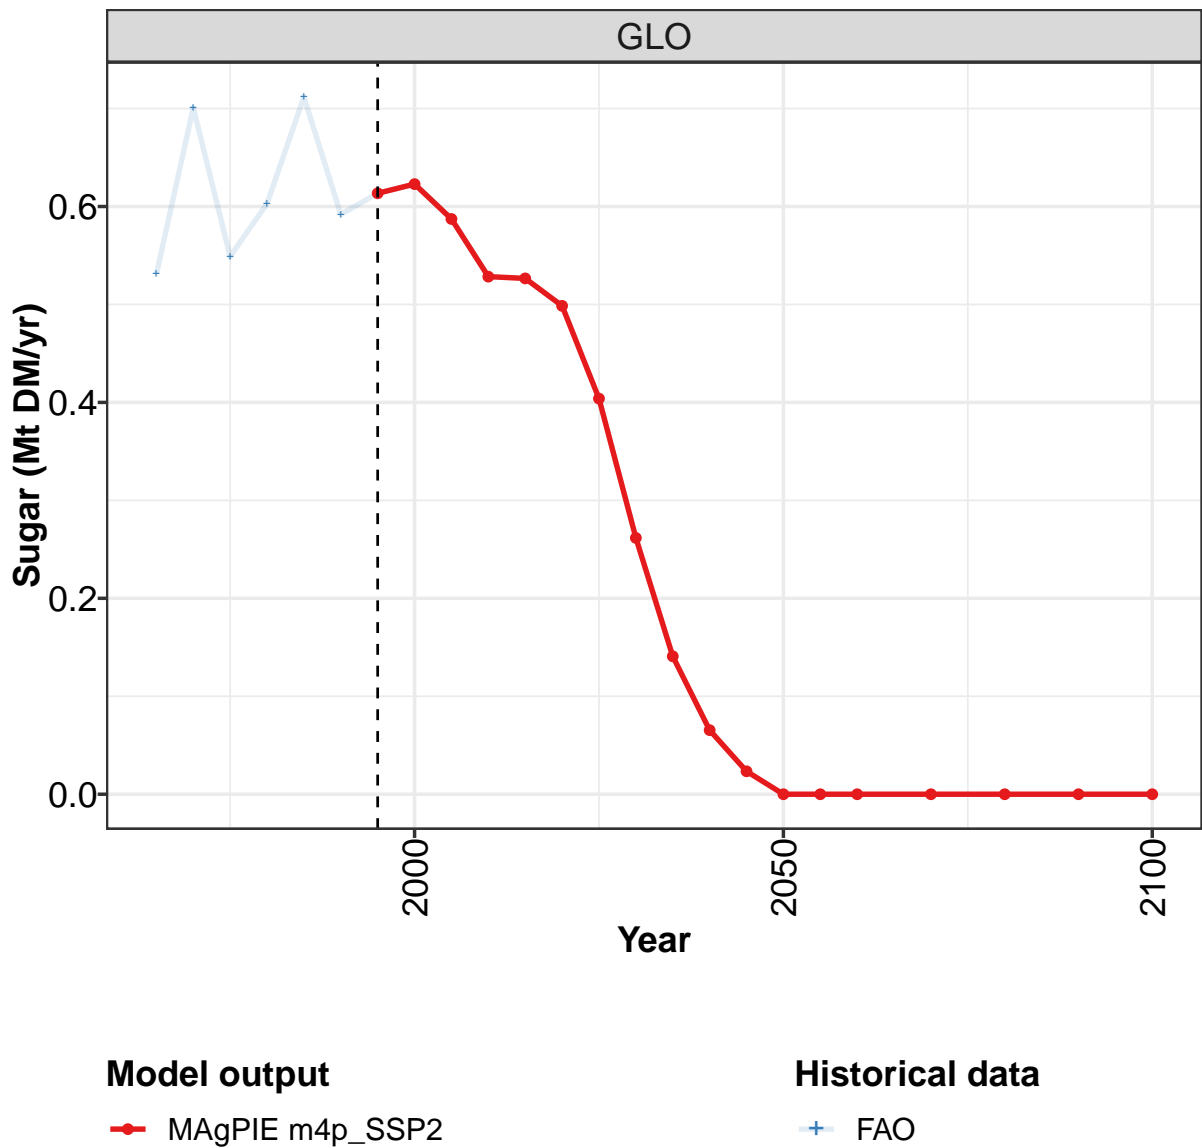 GLO
Sugar (Mt DM/yr)
0.6
0.4
0.2
0.0
2000
2050
2100
Year
Model output
MAgPIE m4p_SSP2
Historical data
FAO